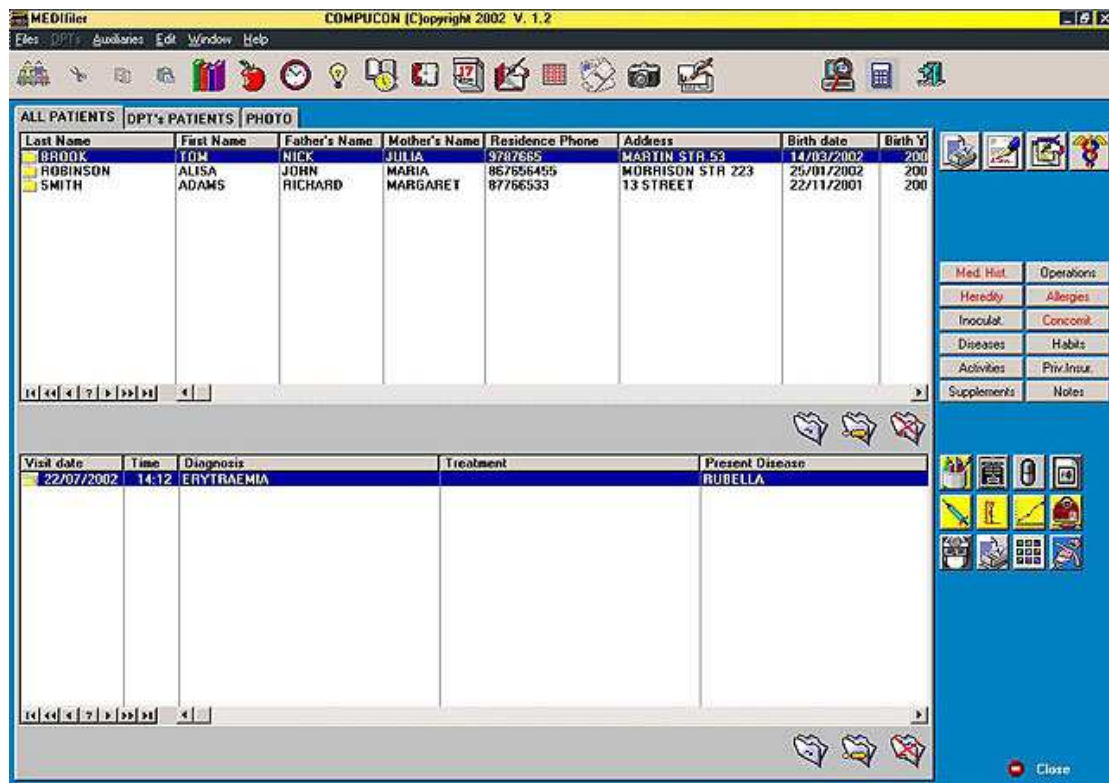 MEDIfiler COMPUCON (C)opyright 2002 V. 1.2
Files DPTs Auxiliaries Edit Window Help
17
ALL PATIENTS DPT's PATIENTS PHOTO
Last Name First Name Father's Name Mother's Name Residence Phone Address Birth date Birth Y
BROOK TOM NICK JULIA 9787665 MARTIN STR.53 14/03/2002 200
ROBINSON ALISA JOHN MARIA 867656455 MORRISON STR 223 25/01/2002 200
SMITH ADAMS RICHARD MARGARET 87766533 13 STREET 22/11/2001 200
Med. Hist. Operations
Heredity Allergies
Inoculat. Concomit.
Diseases Habits
Activities Priv.Insur.
Supplements Notes
?
Visit date Time Diagnosis Treatment Present Disease
22/07/2002 14:12 ERYTRAEMIA RUBELLA
?
Close